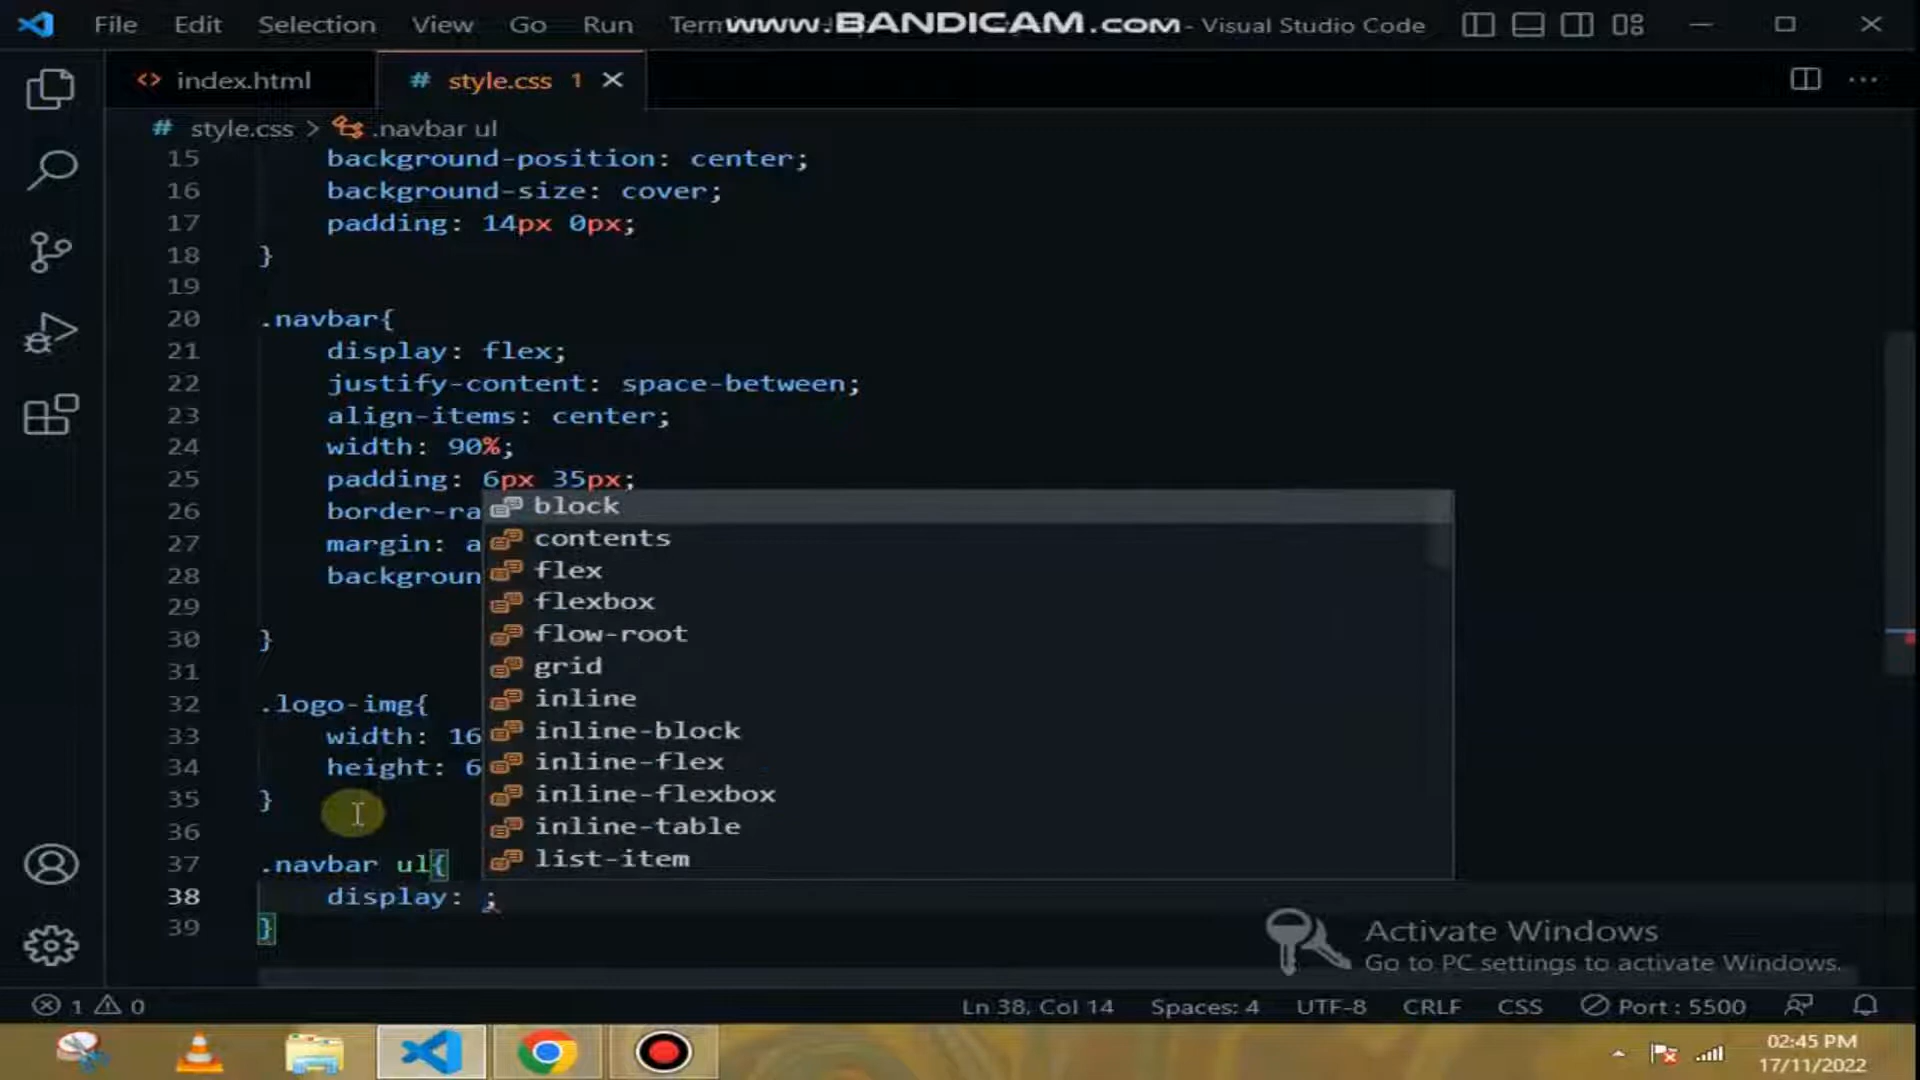 File Edit Selection View Go Run Term www.BANDICAM.com - Visual Studio Code
<> index.html # style.css 1
# style.css > .navbar ul
15 background-position: center;
16 background-size: cover;
17 padding: 14px 0px;
18 }
19
20 .navbar{
21 display: flex;
22 justify-content: space-between;
23 align-items: center;
24 width: 90%;
25 padding: 6px 35px;
26 border-ra
27 margin: a
28 backgroun
29
30 }
31
32 .logo-img{
33 width: 16
34 height: 6
35 }
36
37 .navbar ul{
38 display: ;
39 }
block
contents
flex
flexbox
flow-root
grid
inline
inline-block
inline-flex
inline-flexbox
inline-table
list-item
Activate Windows
Go to PC settings to activate Windows.
1 0 Ln 38, Col 14 Spaces: 4 UTF-8 CRLF CSS Port : 5500
02:45 PM
17/11/2022